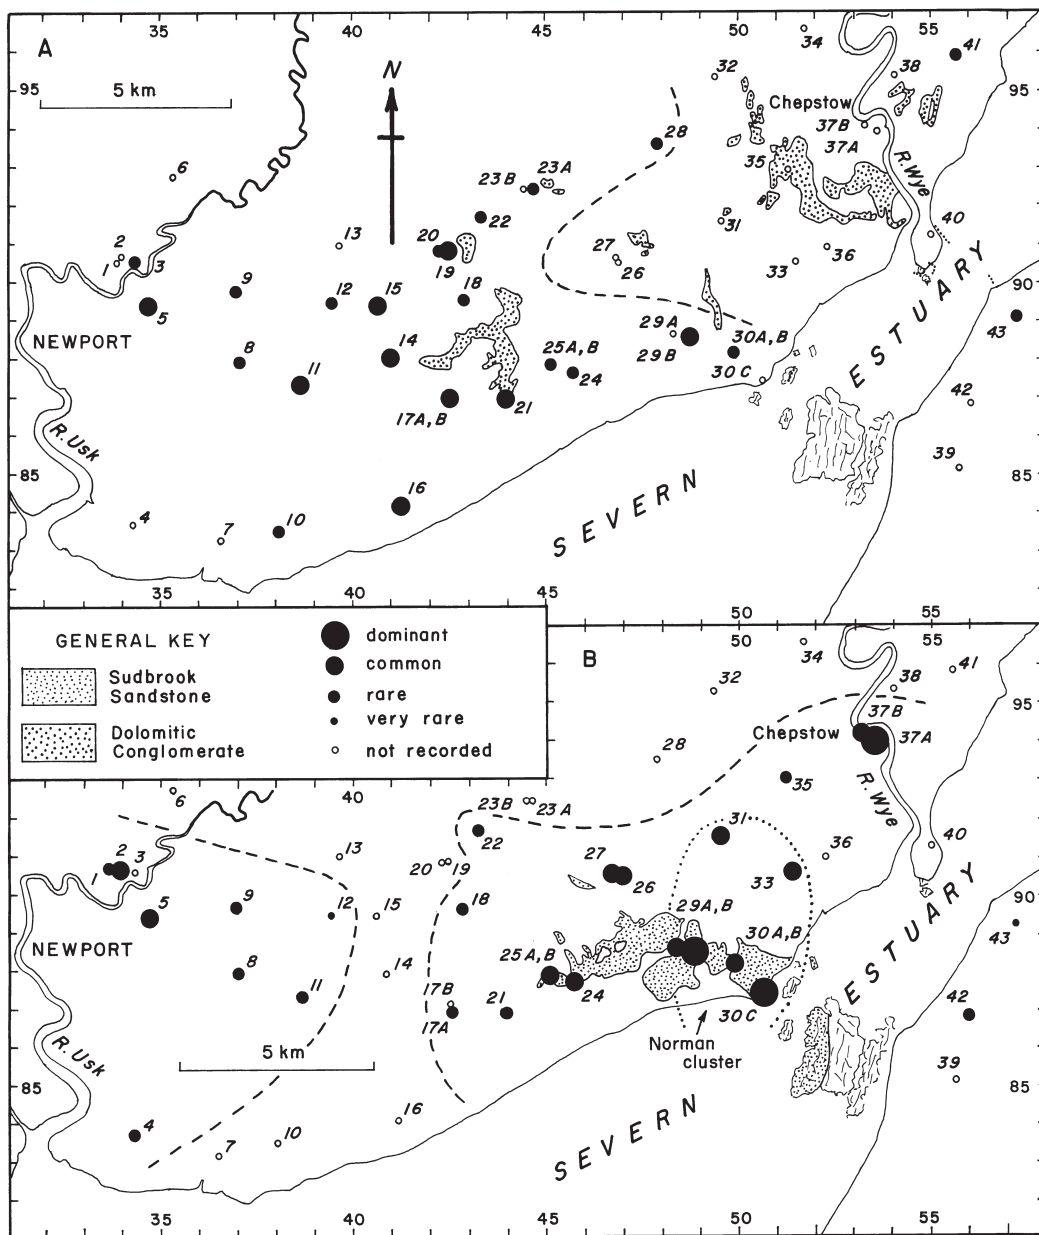 A
35
40
45
50
55
34
41
32
38
95
5 km
N
Chepstow
95
28
37B
37A
6
23A
23B
35
R. Wye
22
31
40
2
13
20
27
36
1
3
19
26
33
9
12
15
18
90
5
29A
43
NEWPORT
14
25A,B
30A,B
8
29B
ESTUARY
11
24
30C
42
17A,B
21
R. Usk
39
85
16
SEVERN
85
4
7
10
35
40
45
50
55
GENERAL KEY
Sudbrook
Sandstone
Dolomitic
Conglomerate
dominant
common
rare
very rare
not recorded
B
50
55
34
41
32
38
95
37B
Chepstow
37A
28
35
R. Wye
6
40
23B
23A
22
31
36
40
2
13
27
1
3
20
19
26
33
9
12
15
18
29A,B
90
5
30A,B
43
NEWPORT
25A,B
ESTUARY
8
14
11
17B
21
24
42
17A
30C
Norman
cluster
R. Usk
5 km
39
85
85
16
SEVERN
4
7
10
35
40
45
50
55